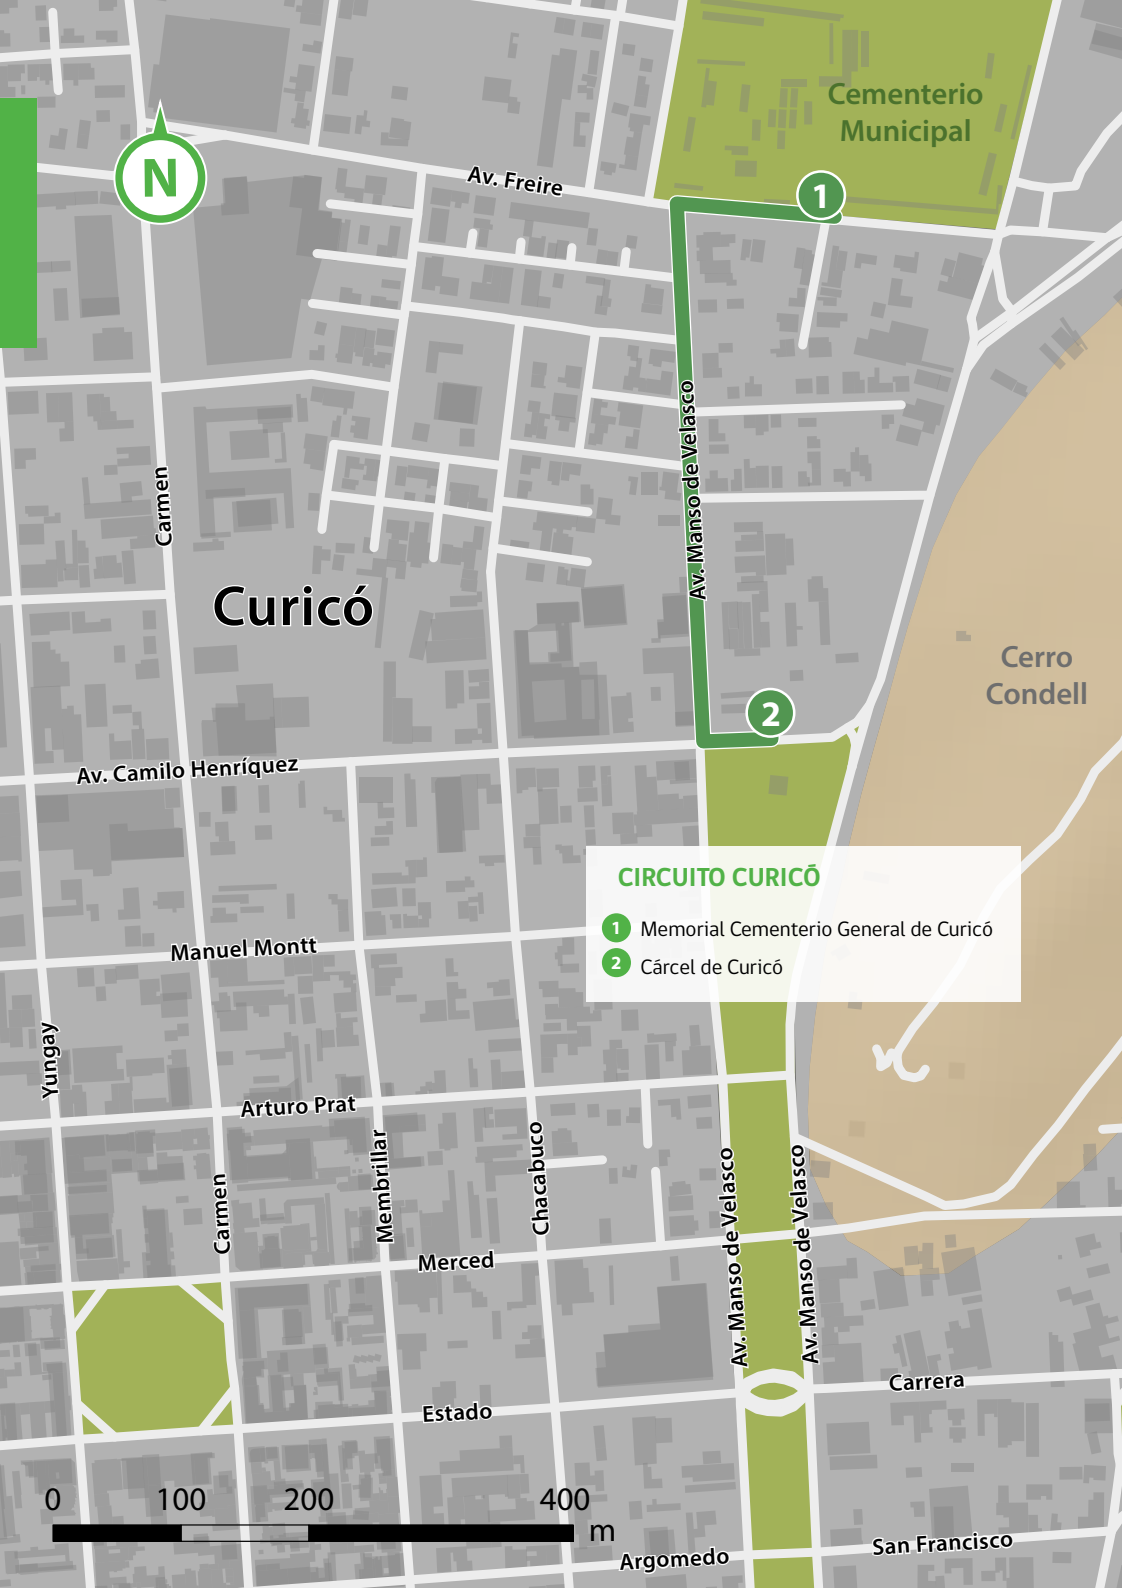 Cementerio
Municipal
N
Av. Freire
1
Av. Manso de Velasco
Carmen
Curicó
Cerro
Condell
2
Av. Camilo Henríquez
CIRCUITO CURICÓ
1 Memorial Cementerio General de Curicó
2 Cárcel de Curicó
Manuel Montt
Yungay
Arturo Prat
Carmen
Membrillar
Chacabuco
Av. Manso de Velasco
Av. Manso de Velasco
Merced
Carrera
Estado
0 100 200 400
m
San Francisco
Argomedo